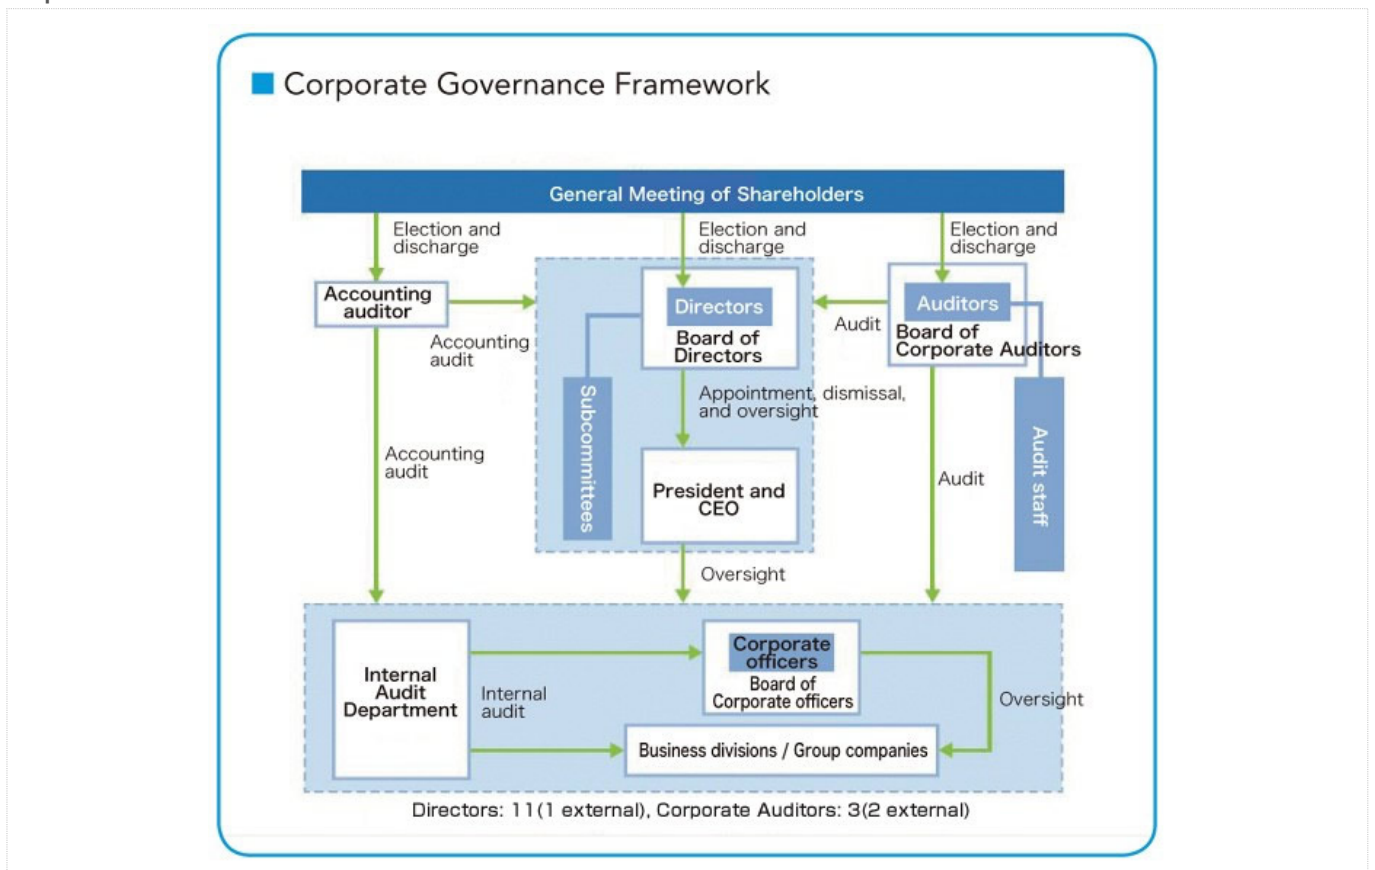 Corporate Governance Framework
General Meeting of Shareholders
Election and
discharge
Election and
discharge
Election and
discharge
Accounting
auditor
Directors
Board of
Directors
Auditors
Board of
Corporate Auditors
Accounting
audit
Audit
Subcommittees
Appointment, dismissal,
and oversight
Audit staff
Accounting
audit
President and
CEO
Audit
Oversight
Internal
Audit
Department
Internal
audit
Corporate
officers
Board of
Corporate officers
Oversight
Business divisions / Group companies
Directors: 11(1 external), Corporate Auditors: 3(2 external)